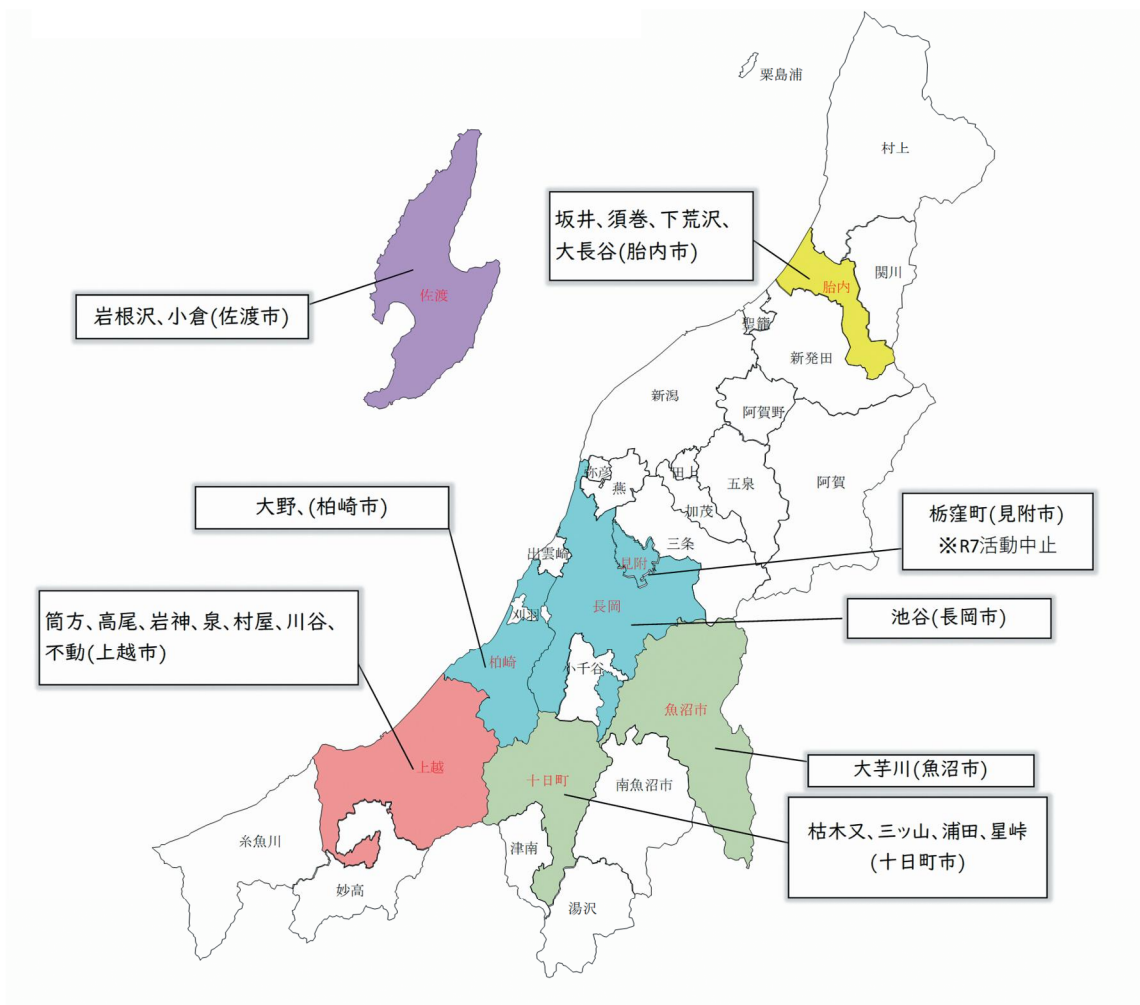 粟島浦
村上
坂井、須巻、下荒沢、
大長谷(胎内市)
関川
胎内
佐渡
岩根沢、小倉(佐渡市)
聖籠
新発田
新潟
阿賀野
弥彦
燕
田上
五泉
阿賀
加茂
大野、(柏崎市)
栃窪町(見附市)
※R7活動中止
三条
出雲崎
見附
長岡
刈羽
池谷(長岡市)
筒方、高尾、岩神、泉、村屋、川谷、
不動(上越市)
柏崎
小千谷
魚沼市
上越
十日町
南魚沼市
大芋川(魚沼市)
枯木又、三ッ山、浦田、星峠
(十日町市)
糸魚川
津南
妙高
湯沢